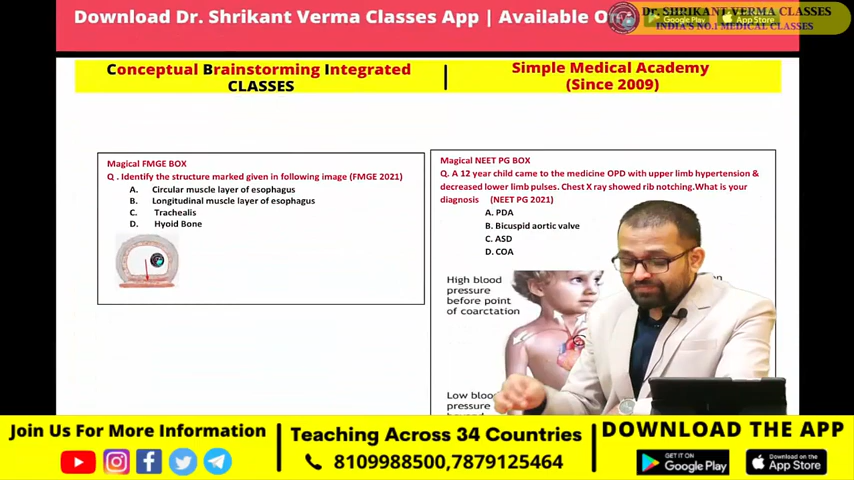 Download Dr. Shrikant Verma Classes App | Available O
Dr. SHRIKANT VERMA CLASSES
INDIA'S NO.1 MEDICAL CLASSES
Google Play
App Store
Conceptual Brainstorming Integrated
CLASSES
Simple Medical Academy
(Since 2009)
Magical FMGE BOX
Q . Identify the structure marked given in following image (FMGE 2021)
A. Circular muscle layer of esophagus
B. Longitudinal muscle layer of esophagus
C. Trachealis
D. Hyoid Bone
Magical NEET PG BOX
Q. A 12 year child came to the medicine OPD with upper limb hypertension &
decreased lower limb pulses. Chest X ray showed rib notching.What is your
diagnosis (NEET PG 2021)
A. PDA
B. Bicuspid aortic valve
C. ASD
D. COA
High blood
pressure
before point
of coarctation
Low blood
pressure
Join Us For More Information
Teaching Across 34 Countries
8109988500,7879125464
DOWNLOAD THE APP
GET IT ON
Google Play
Download on the
App Store